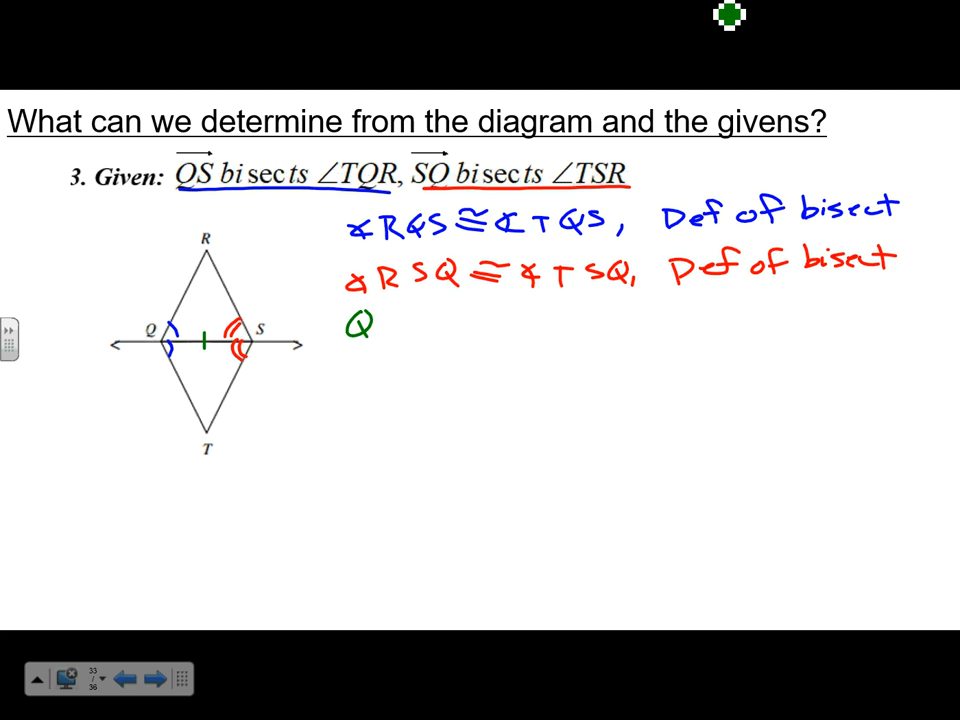 What can we determine from the diagram and the givens?
3. Given: QS bisects ∠TQR, SQ bisects ∠TSR
∡RQS ≅ ∡TQS, Def of bisect
∡RSQ ≅ ∡TSQ, Def of bisect
Q
R
Q
S
T
33
/
36